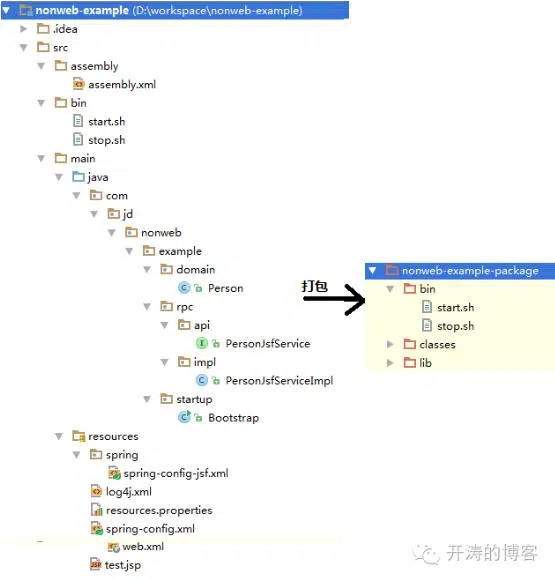 nonweb-example (D:\workspace\nonweb-example)
.idea
src
assembly
assembly.xml
bin
start.sh
stop.sh
main
java
com
jd
nonweb
example
domain
Person
rpc
api
PersonJsfService
impl
PersonJsfServiceImpl
startup
Bootstrap
resources
spring
spring-config-jsf.xml
log4j.xml
resources.properties
spring-config.xml
web.xml
test.jsp
打包
nonweb-example-package
bin
start.sh
stop.sh
classes
lib
开涛的博客